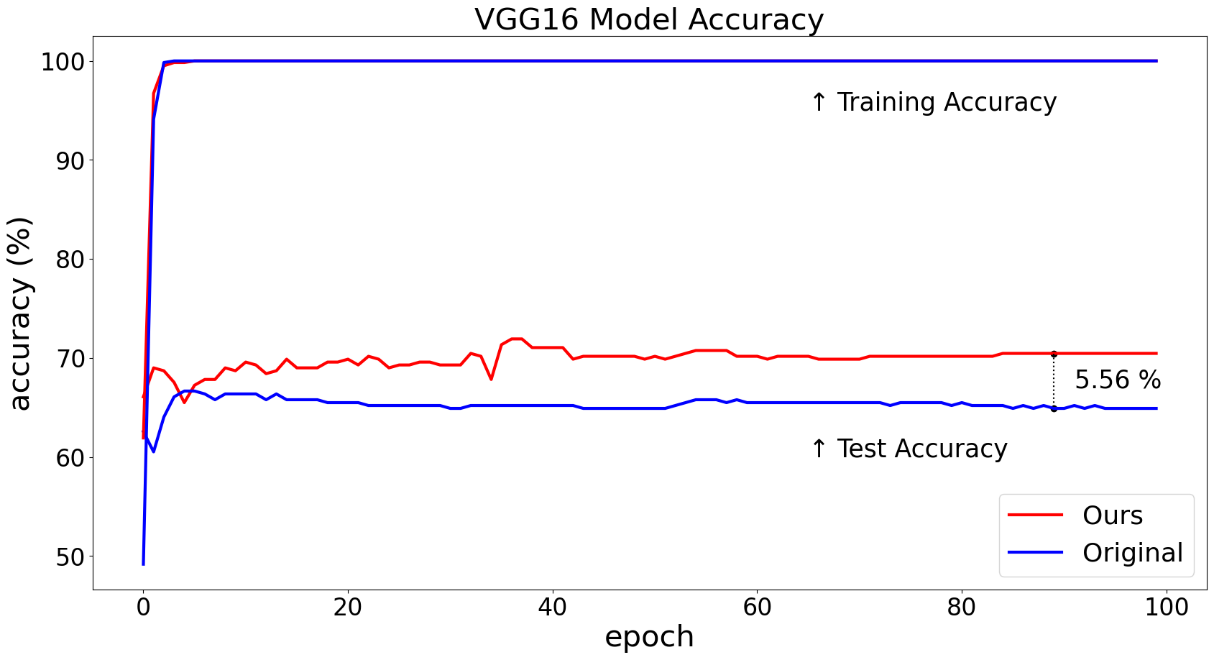 VGG16 Model Accuracy
accuracy (%)
100
90
80
70
60
50
↑ Training Accuracy
5.56 %
↑ Test Accuracy
Ours
Original
0
20
40
60
80
100
epoch